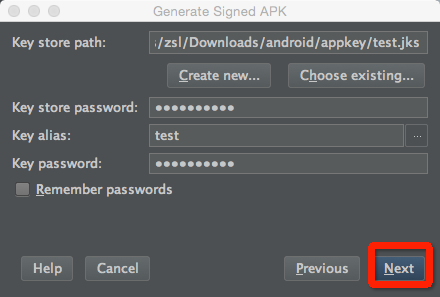 Generate Signed APK
Key store path: s/zsl/Downloads/android/appkey/test.jks
Create new... Choose existing...
Key store password: ●●●●●●●●●●
Key alias: test ...
Key password: ●●●●●●●●●●
Remember passwords
Help Cancel Previous Next